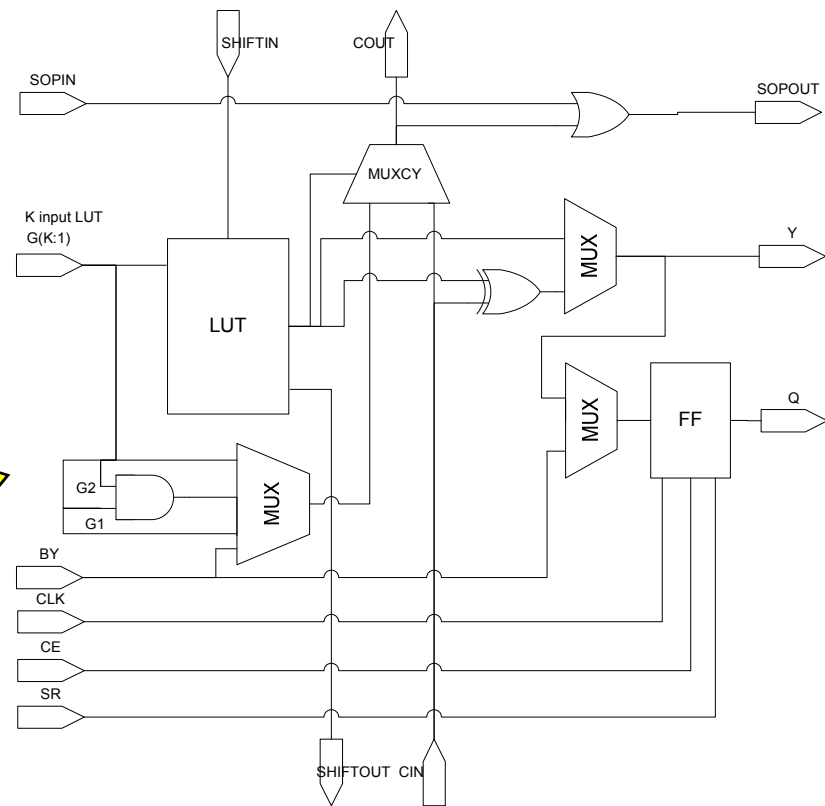 SHIFTIN
COUT
SOPIN
SOPOUT
MUXCY
K input LUT
G(K:1)
MUX
Y
LUT
MUX
FF
Q
G2
MUX
G1
BY
CLK
CE
SR
SHIFTOUT
CIN